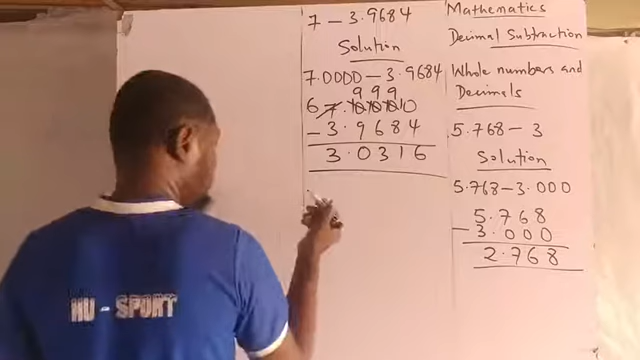 7 - 3.9684
Solution
7.0000 - 3.9684
9 9 9
6 7.10101010
- 3.9684
3.0316
Mathematics
Decimal Subtraction
Whole numbers and
Decimals
5.768 - 3
Solution
5.768 - 3.000
5.768
- 3.000
2.768
NU - SPORT